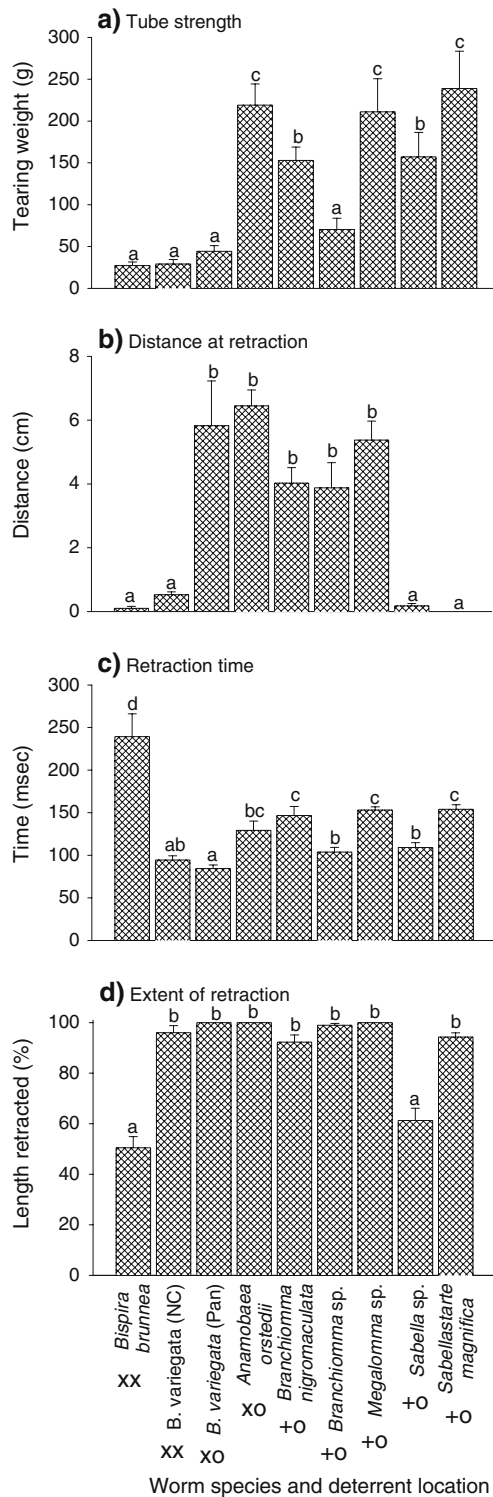 a) Tube strength
Tearing weight (g)
300
250
200
150
100
50
0
a
a
a
c
b
a
c
b
c
b) Distance at retraction
Distance (cm)
8
6
4
2
0
a
a
b
b
b
b
b
a
a
c) Retraction time
Time (msec)
300
250
200
150
100
50
0
d
ab
a
bc
c
b
c
b
c
d) Extent of retraction
Length retracted (%)
100
80
60
40
20
0
a
b
b
b
b
b
b
a
b
Bispira
brunnea
xx
B. variegata (NC)
xx
B. variegata (Pan)
xo
Anamobaea
orstedii
xo
Branchiomma
nigromaculata
+o
Branchiomma sp.
+o
Megalomma sp.
+o
Sabella sp.
+o
Sabellastarte
magnifica
+o
Worm species and deterrent location